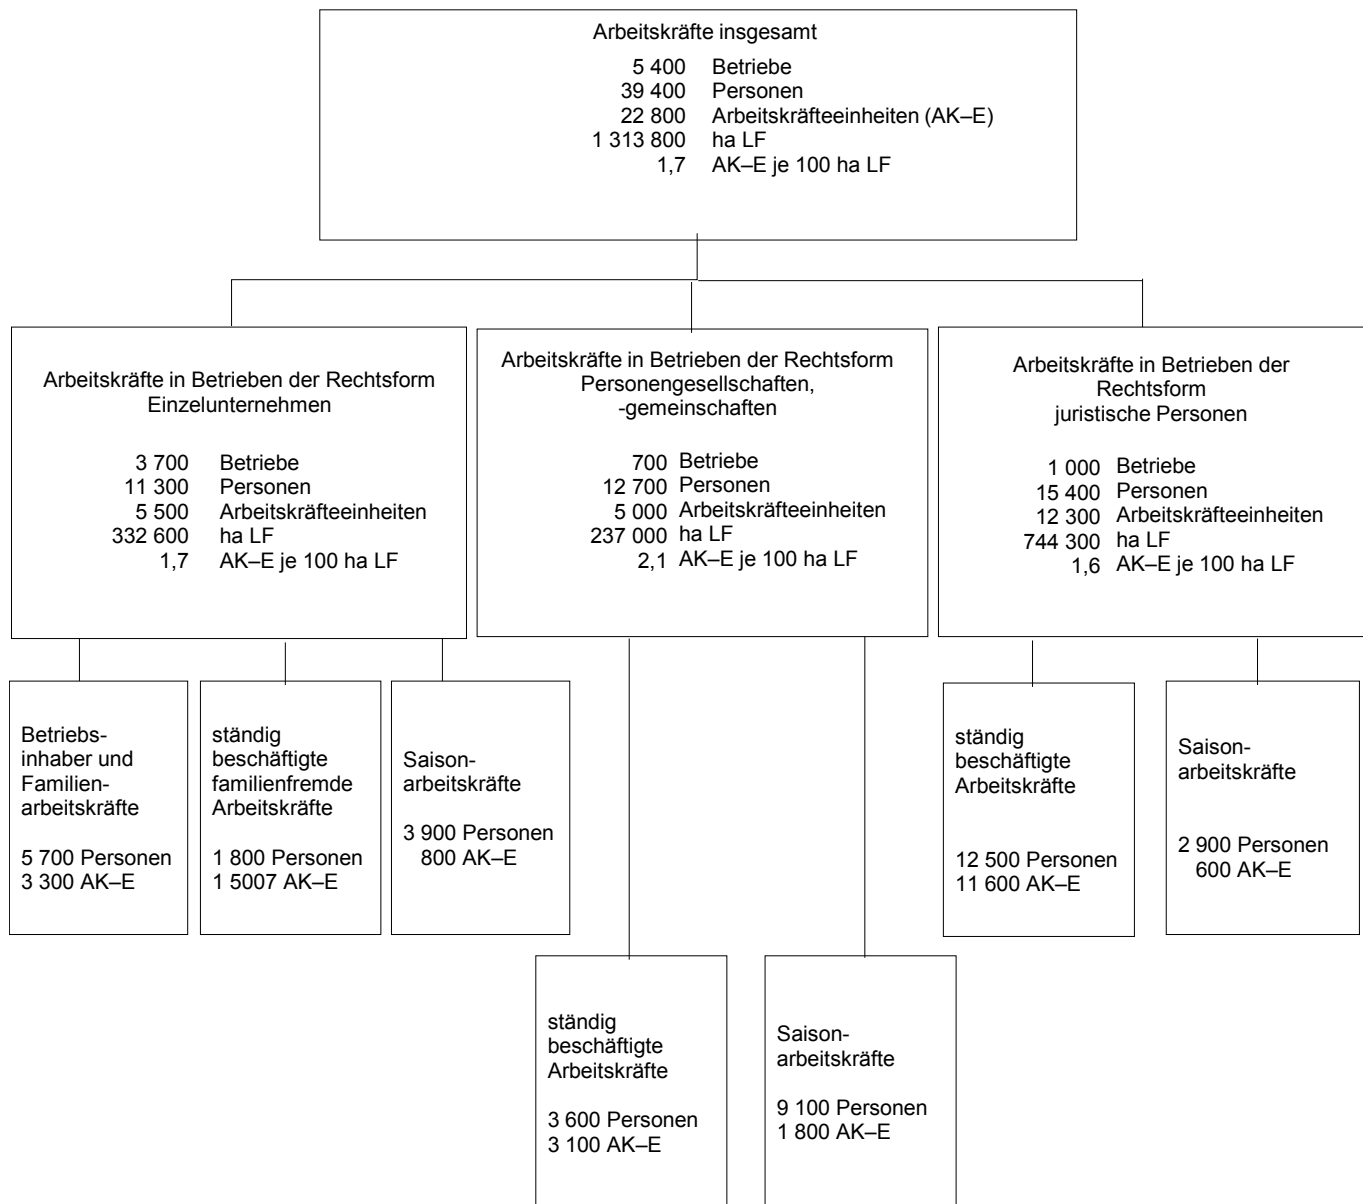 Arbeitskräfte insgesamt
5 400 Betriebe
39 400 Personen
22 800 Arbeitskräfteeinheiten (AK–E)
1 313 800 ha LF
1,7 AK–E je 100 ha LF
Arbeitskräfte in Betrieben der Rechtsform
Einzelunternehmen
3 700 Betriebe
11 300 Personen
5 500 Arbeitskräfteeinheiten
332 600 ha LF
1,7 AK–E je 100 ha LF
Arbeitskräfte in Betrieben der Rechtsform
Personengesellschaften,
-gemeinschaften
700 Betriebe
12 700 Personen
5 000 Arbeitskräfteeinheiten
237 000 ha LF
2,1 AK–E je 100 ha LF
Arbeitskräfte in Betrieben der
Rechtsform
juristische Personen
1 000 Betriebe
15 400 Personen
12 300 Arbeitskräfteeinheiten
744 300 ha LF
1,6 AK–E je 100 ha LF
Betriebs-
inhaber und
Familien-
arbeitskräfte
5 700 Personen
3 300 AK–E
ständig
beschäftigte
familienfremde
Arbeitskräfte
1 800 Personen
1 5007 AK–E
Saison-
arbeitskräfte
3 900 Personen
800 AK–E
ständig
beschäftigte
Arbeitskräfte
3 600 Personen
3 100 AK–E
Saison-
arbeitskräfte
9 100 Personen
1 800 AK–E
ständig
beschäftigte
Arbeitskräfte
12 500 Personen
11 600 AK–E
Saison-
arbeitskräfte
2 900 Personen
600 AK–E